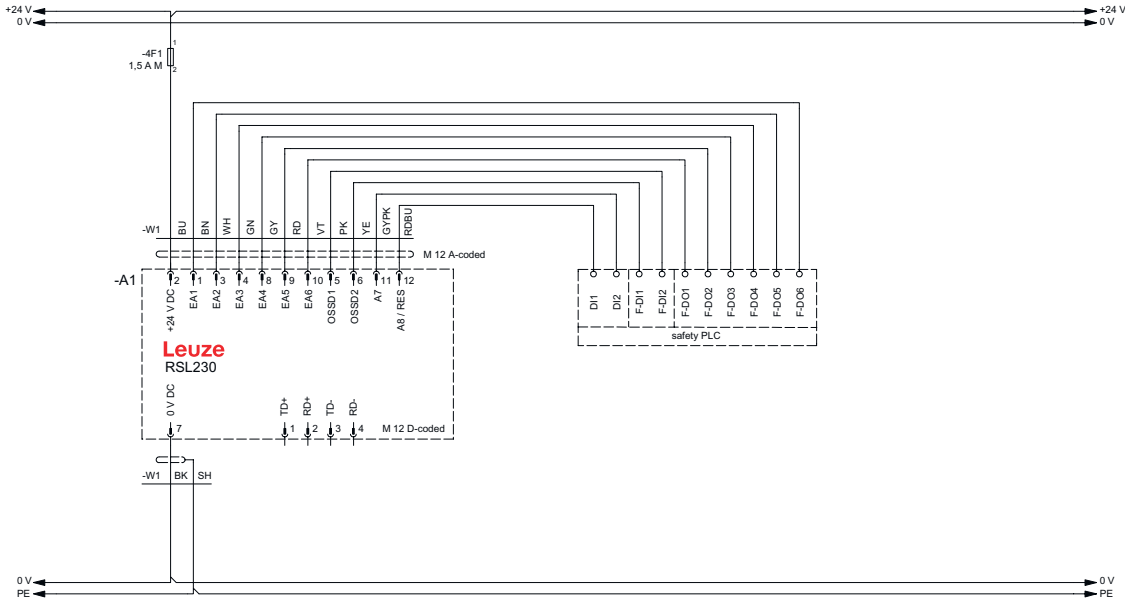 +24 V
+24 V
0 V
0 V
1
-4F1
1,5 A M
2
-W1
BU
BN
WH
GN
GY
RD
VT
PK
YE
GYPK
RDBU
M 12 A-coded
-A1
2
1
3
4
8
9
10
5
6
11
12
+24 V DC
EA1
EA2
EA3
EA4
EA5
EA6
OSSD1
OSSD2
A7
A8 / RES
DI1
DI2
F-DI1
F-DI2
F-DO1
F-DO2
F-DO3
F-DO4
F-DO5
F-DO6
safety PLC
Leuze
RSL230
0 V DC
TD+
RD+
TD-
RD-
7
1
2
3
4
M 12 D-coded
-W1
BK
SH
0 V
0 V
PE
PE